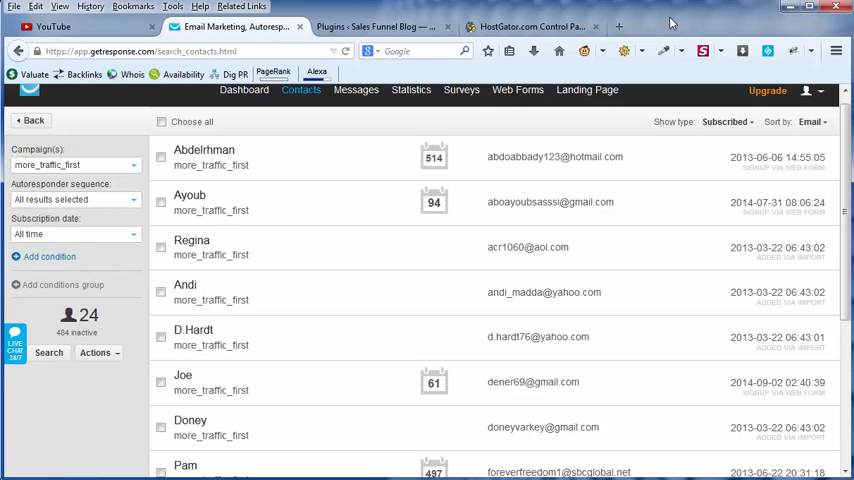 File Edit View History Bookmarks Tools Help Related Links
YouTube × Email Marketing, Autoresp... × Plugins ‹ Sales Funnel Blog — ... × HostGator.com Control Pa... × +
https://app.getresponse.com/search_contacts.html Google
Valuate Backlinks Whois Availability Dig PR PageRank Alexa
Dashboard Contacts Messages Statistics Surveys Web Forms Landing Page Upgrade
Back Choose all Show type: Subscribed Sort by: Email
Campaign(s):
more_traffic_first
Autoresponder sequence:
All results selected
Subscription date:
All time
Add condition
Add conditions group
24
484 inactive
Search Actions
LIVE
CHAT
24/7
Abdelrhman
more_traffic_first
514
abdoabbady123@hotmail.com
2013-06-06 14:55:05
SIGNUP VIA WEB FORM
Ayoub
more_traffic_first
94
aboayoubsasssi@gmail.com
2014-07-31 08:06:24
SIGNUP VIA WEB FORM
Regina
more_traffic_first
acr1060@aol.com
2013-03-22 06:43:02
ADDED VIA IMPORT
Andi
more_traffic_first
andi_madda@yahoo.com
2013-03-22 06:43:02
ADDED VIA IMPORT
D.Hardt
more_traffic_first
d.hardt76@yahoo.com
2013-03-22 06:43:01
ADDED VIA IMPORT
Joe
more_traffic_first
61
dener69@gmail.com
2014-09-02 02:40:39
SIGNUP VIA WEB FORM
Doney
more_traffic_first
doneyvarkey@gmail.com
2013-03-22 06:43:02
ADDED VIA IMPORT
Pam
497
foreverfreedom1@sbcglobal.net
2013-06-22 20:31:18